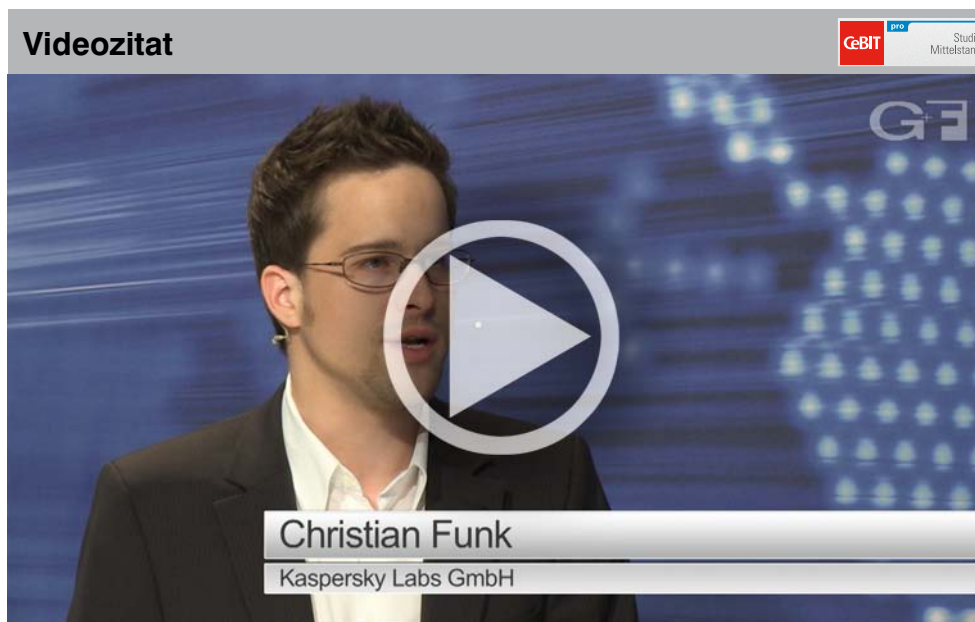 Videozitat
CeBIT
pro
Studi
Mittelstan
G+F
Christian Funk
Kaspersky Labs GmbH